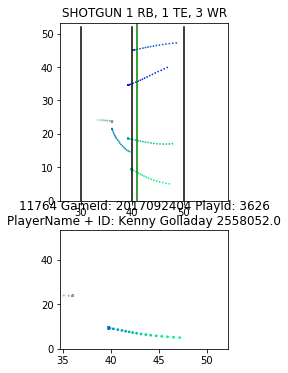 SHOTGUN 1 RB, 1 TE, 3 WR
50
40
30
20
10
0
30 40 50
11764 GameId: 2017092404 PlayId: 3626
PlayerName + ID: Kenny Golladay 2558052.0
40
20
0
35 40 45 50